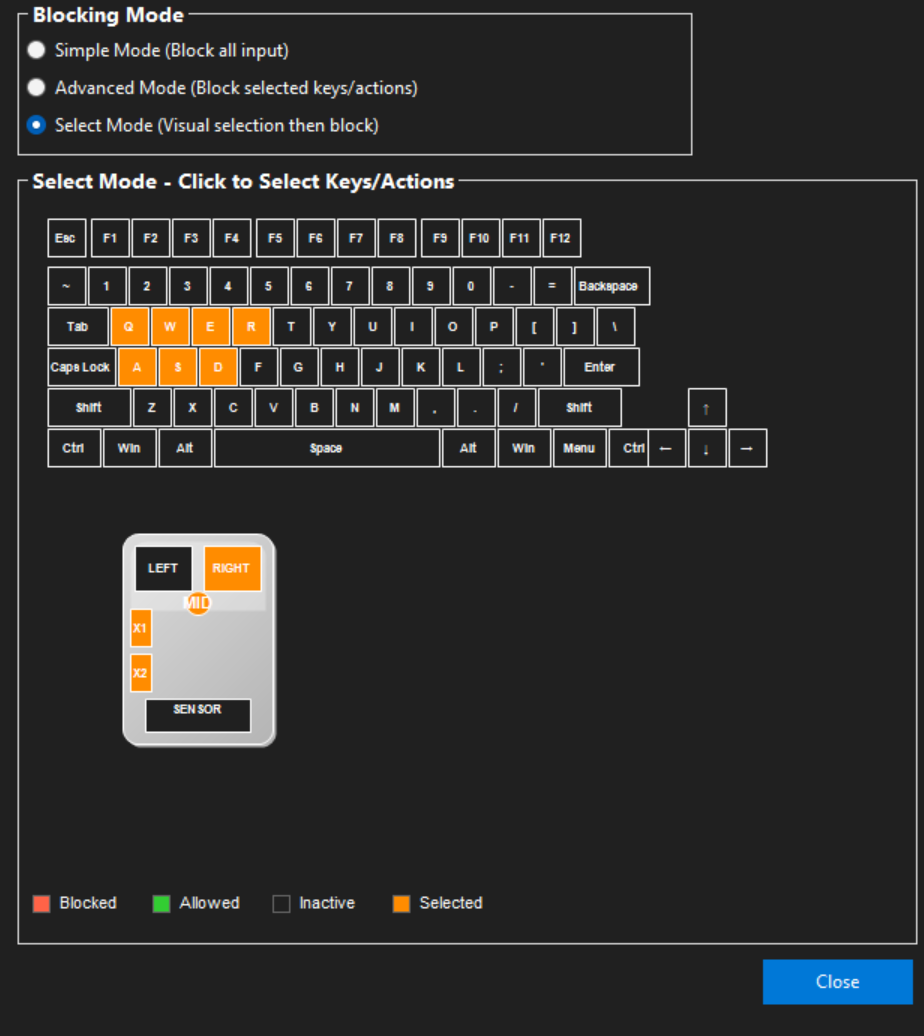 Blocking Mode
Simple Mode (Block all input)
Advanced Mode (Block selected keys/actions)
Select Mode (Visual selection then block)
Select Mode - Click to Select Keys/Actions
Esc F1 F2 F3 F4 F5 F6 F7 F8 F9 F10 F11 F12
~ 1 2 3 4 5 6 7 8 9 0 - = Backspace
Tab Q W E R T Y U I O P [ ] \
Caps Lock A S D F G H J K L ; ' Enter
Shift Z X C V B N M , . / Shift ↑
Ctrl Win Alt Space Alt Win Menu Ctrl ← ↓ →
LEFT RIGHT
MID
X1
X2
SENSOR
Blocked Allowed Inactive Selected
Close